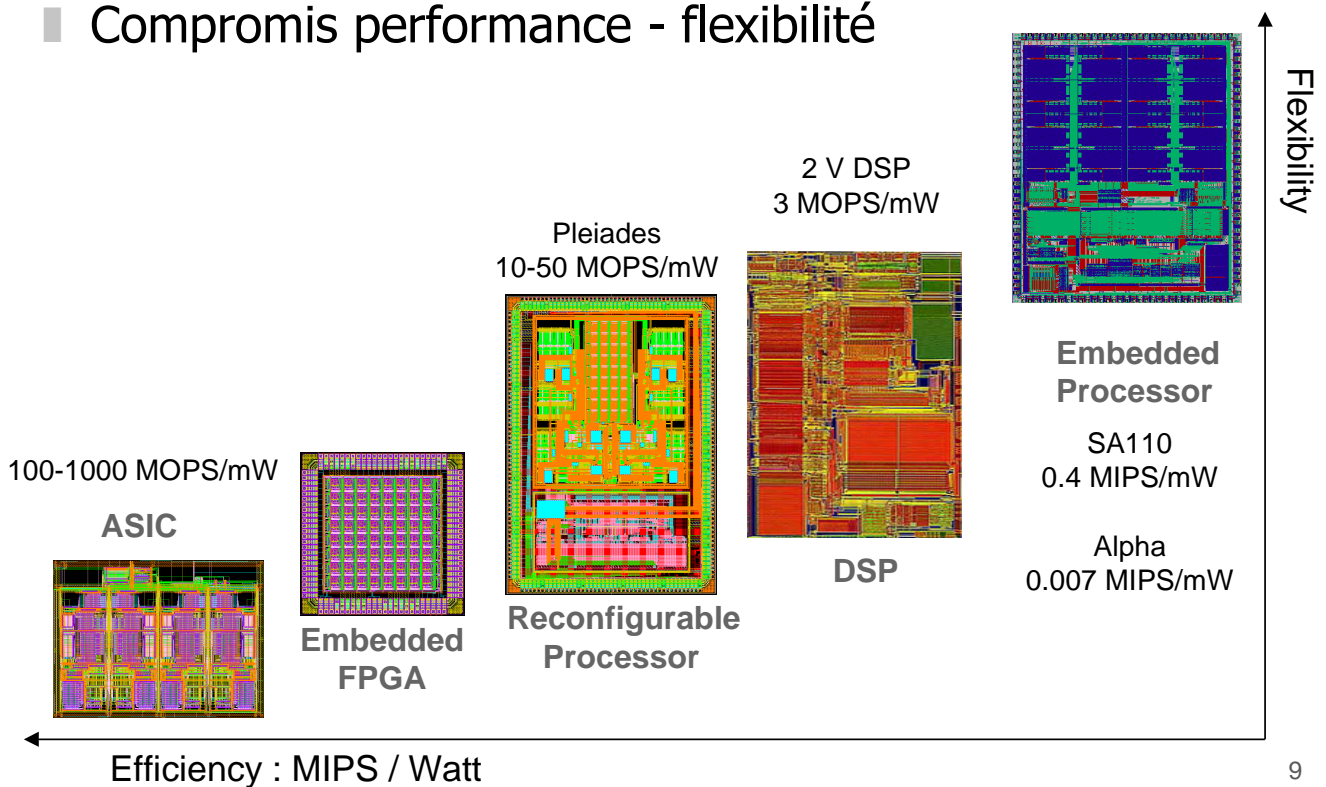 Compromis performance - flexibilité
Flexibility
2 V DSP
3 MOPS/mW
Pleiades
10-50 MOPS/mW
Embedded
Processor
SA110
0.4 MIPS/mW
Alpha
0.007 MIPS/mW
100-1000 MOPS/mW
ASIC
DSP
Reconfigurable
Processor
Embedded
FPGA
Efficiency : MIPS / Watt
9